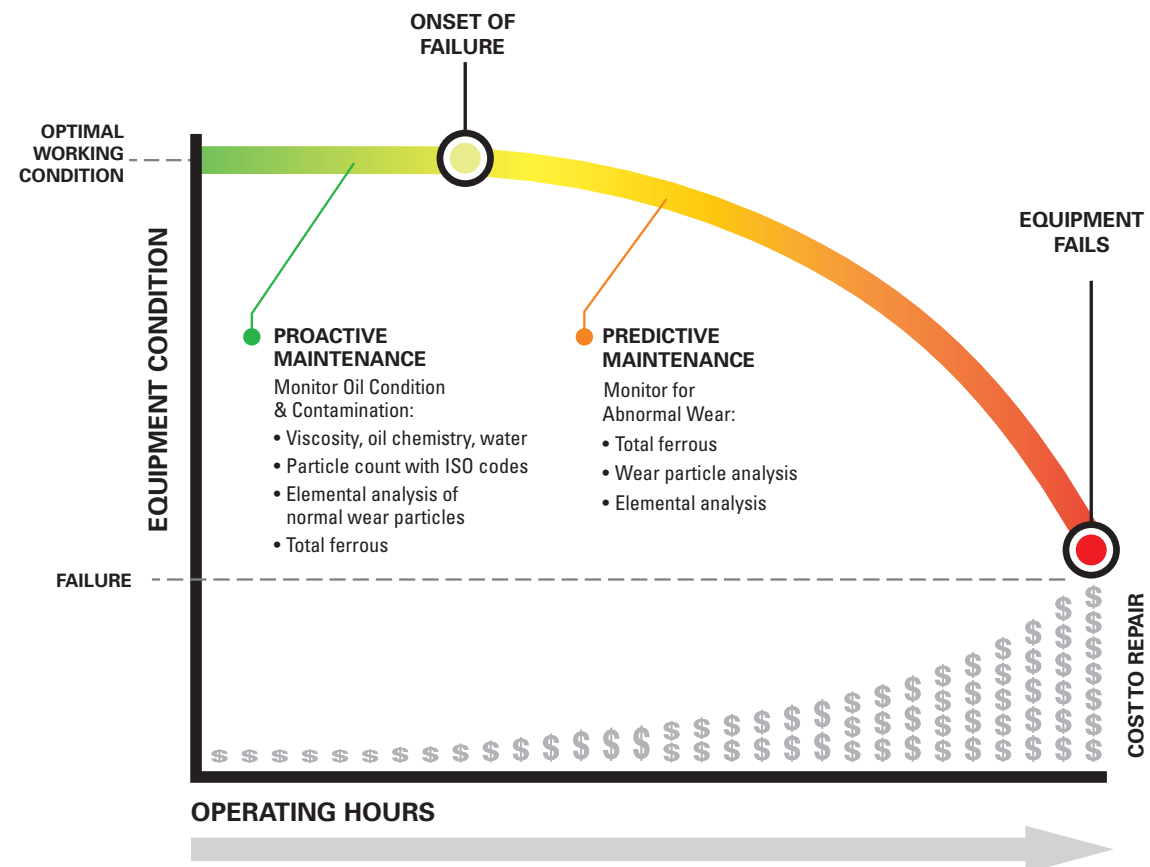 ONSET OF
FAILURE
OPTIMAL
WORKING
CONDITION
EQUIPMENT
FAILS
EQUIPMENT CONDITION
PROACTIVE
MAINTENANCE
Monitor Oil Condition
& Contamination:
• Viscosity, oil chemistry, water
• Particle count with ISO codes
• Elemental analysis of
normal wear particles
• Total ferrous
PREDICTIVE
MAINTENANCE
Monitor for
Abnormal Wear:
• Total ferrous
• Wear particle analysis
• Elemental analysis
FAILURE
COST TO REPAIR
OPERATING HOURS